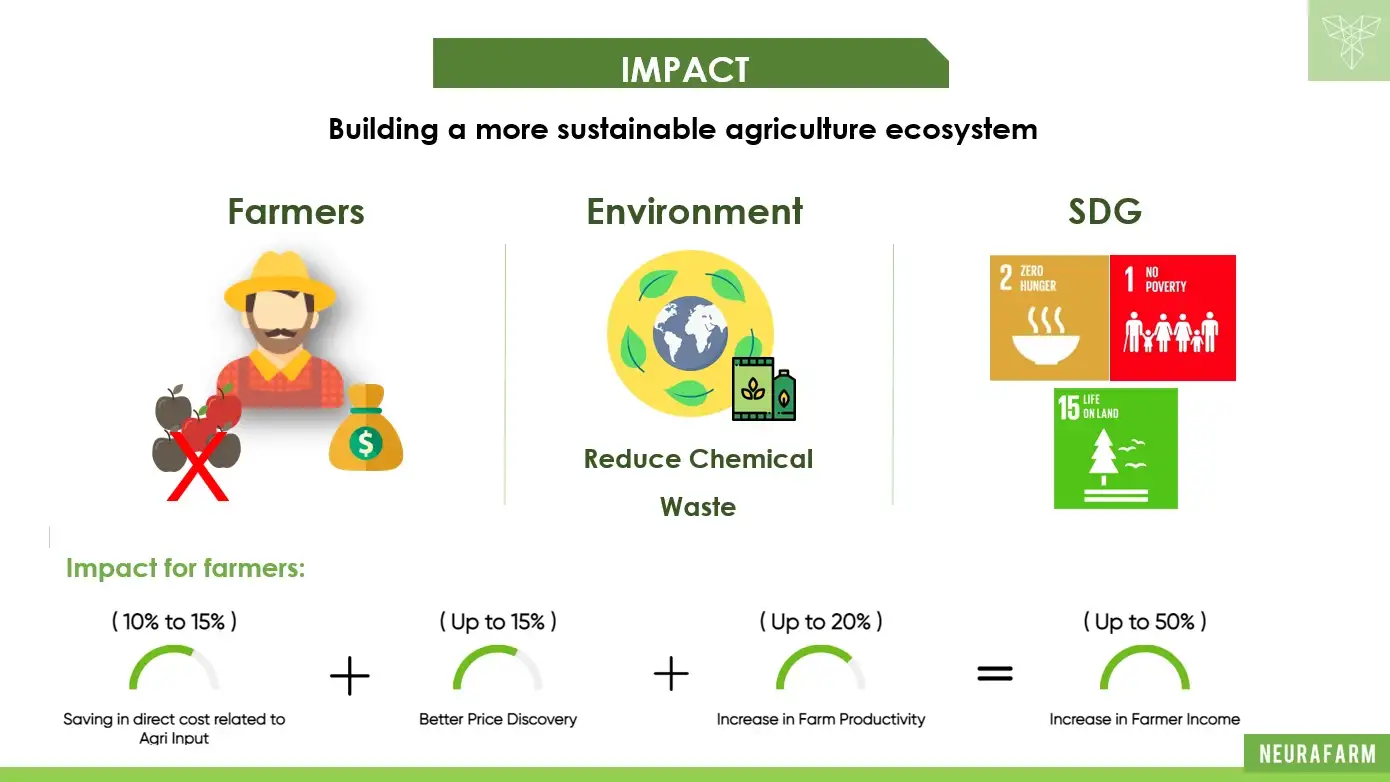 IMPACT
Building a more sustainable agriculture ecosystem
Farmers
Environment
SDG
$
X
Reduce Chemical
Waste
2 ZERO
HUNGER
1 NO
POVERTY
15 LIFE
ON LAND
Impact for farmers:
( 10% to 15% )
Saving in direct cost related to
Agri Input
+
( Up to 15% )
Better Price Discovery
+
( Up to 20% )
Increase in Farm Productivity
=
( Up to 50% )
Increase in Farmer Income
NEURAFARM